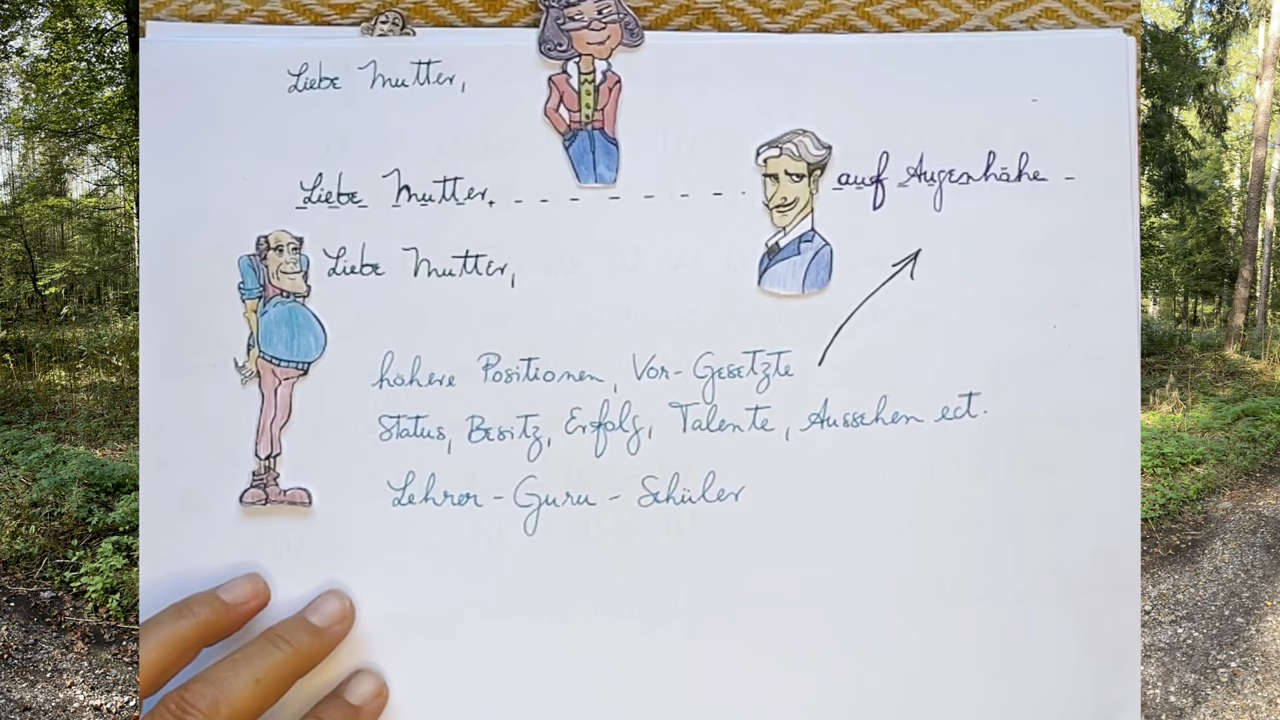 Liebe Mutter,
Liebe Mutter, auf Augenhöhe
Liebe Mutter,
höhere Positionen, Vor-Gesetzte
Status, Besitz, Erfolg, Talente, Aussehen ect.
Lehrer-Guru-Schüler